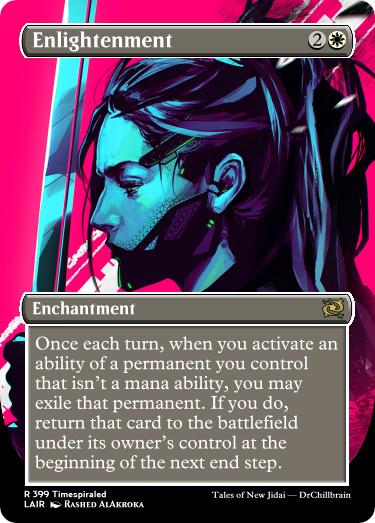 Enlightenment 2
Enchantment
Once each turn, when you activate an
ability of a permanent you control
that isn't a mana ability, you may
exile that permanent. If you do,
return that card to the battlefield
under its owner's control at the
beginning of the next end step.
R 399 Timespiraled
LAIR Rashed AlAkroka
Tales of New Jidai — DrChillbrain